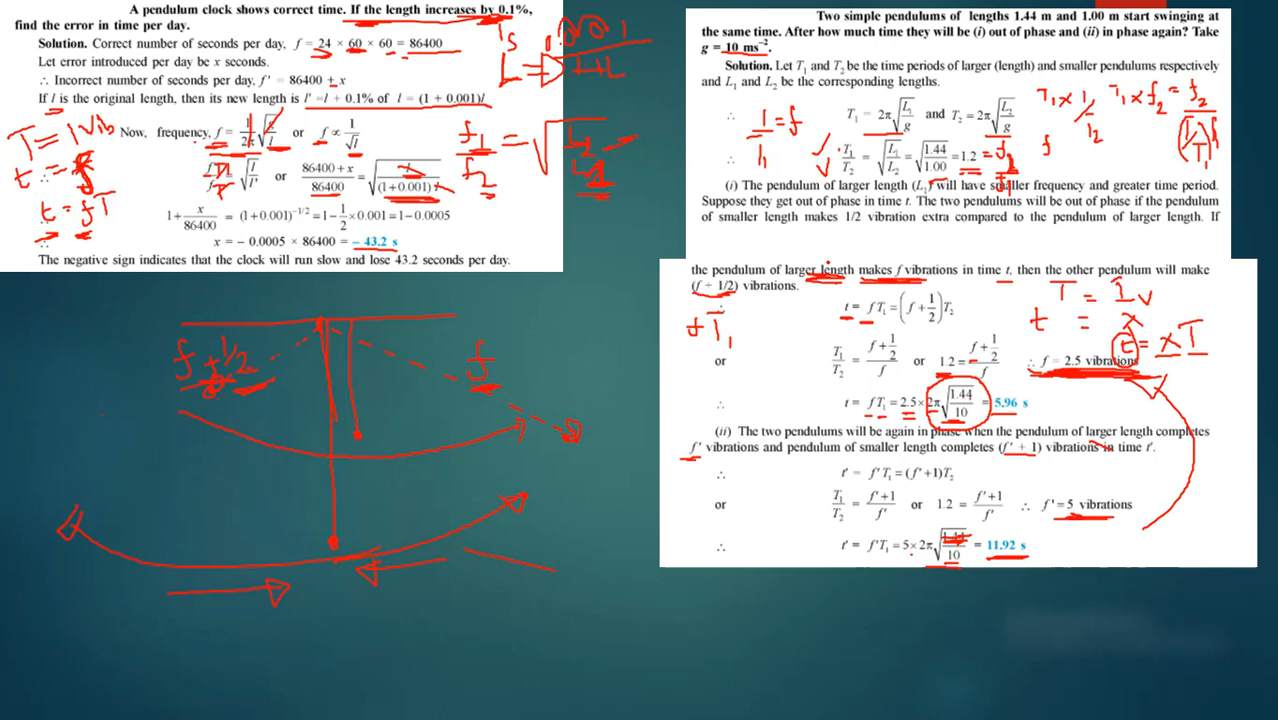 A pendulum clock shows correct time. If the length increases by 0.1%,
find the error in time per day.
Solution. Correct number of seconds per day, f = 24 × 60 × 60 = 86400
Let error introduced per day be x seconds.
∴ Incorrect number of seconds per day, f' = 86400 + x
If l is the original length, then its new length is l' = l + 0.1% of l = (1 + 0.001)l
Now, frequency, f = 1/2π √(g/l) or f ∝ 1/√l
√(l/l') or (86400 + x)/86400 = √(1/(1 + 0.001))
1 + x/86400 = (1 + 0.001)^(-1/2) = 1 − 1/2 × 0.001 = 1 − 0.0005
∴ x = − 0.0005 × 86400 = − 43.2 s
The negative sign indicates that the clock will run slow and lose 43.2 seconds per day.
T = 1 vib
t = f
t = fT
f1/f2 = √(L2/L1)
f+1/2
f
Two simple pendulums of lengths 1.44 m and 1.00 m start swinging at
the same time. After how much time they will be (i) out of phase and (ii) in phase again? Take
g = 10 ms⁻².
Solution. Let T₁ and T₂ be the time periods of larger (length) and smaller pendulums respectively
and L₁ and L₂ be the corresponding lengths.
T₁ = 2π√(L₁/g) and T₂ = 2π√(L₂/g)
∴ T₁/T₂ = √(L₁/L₂) = √(1.44/1.00) = 1.2
(i) The pendulum of larger length (L₁) will have smaller frequency and greater time period.
Suppose they get out of phase in time t. The two pendulums will be out of phase if the pendulum
of smaller length makes 1/2 vibration extra compared to the pendulum of larger length. If
the pendulum of larger length makes f vibrations in time t, then the other pendulum will make
(f + 1/2) vibrations.
∴ t = fT₁ = (f + 1/2)T₂
or T₁/T₂ = (f + 1/2)/f or 1.2 = (f + 1/2)/f ∴ f = 2.5 vibrations
∴ t = fT₁ = 2.5 × 2π√(1.44/10) = 5.96 s
(ii) The two pendulums will be again in phase when the pendulum of larger length completes
f' vibrations and pendulum of smaller length completes (f' + 1) vibrations in time t'.
∴ t' = f'T₁ = (f' + 1)T₂
or T₁/T₂ = (f' + 1)/f' or 1.2 = (f' + 1)/f' ∴ f' = 5 vibrations
∴ t' = f'T₁ = 5 × 2π√(1.44/10) = 11.92 s
fT₁
T = 1v
t = x
t = xT